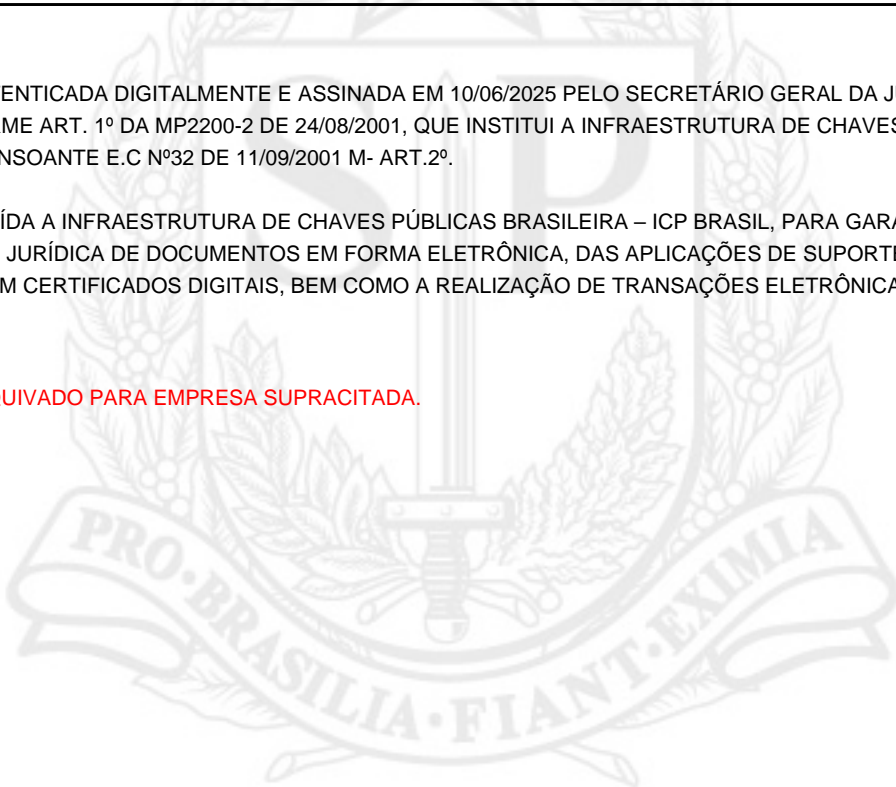 ENTICADA DIGITALMENTE E ASSINADA EM 10/06/2025 PELO SECRETÁRIO GERAL DA J
ME ART. 1º DA MP2200-2 DE 24/08/2001, QUE INSTITUI A INFRAESTRUTURA DE CHAVES
NSOANTE E.C Nº32 DE 11/09/2001 M- ART.2º.
ÍDA A INFRAESTRUTURA DE CHAVES PÚBLICAS BRASILEIRA – ICP BRASIL, PARA GARA
JURÍDICA DE DOCUMENTOS EM FORMA ELETRÔNICA, DAS APLICAÇÕES DE SUPORTE
M CERTIFICADOS DIGITAIS, BEM COMO A REALIZAÇÃO DE TRANSAÇÕES ELETRÔNICA
UIVADO PARA EMPRESA SUPRACITADA.
SP
PRO·BRASILIA·FIANT·EXIMIA